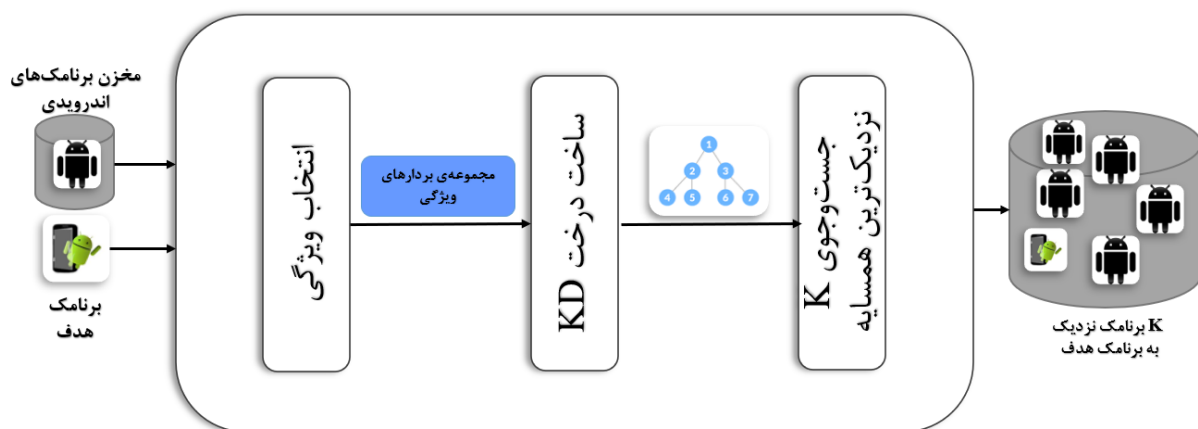 مخزن برنامک‌های
اندرویدی
برنامک
هدف
انتخاب ویژگی
مجموعه‌ی بردارهای
ویژگی
ساخت درخت KD
1
2
3
4
5
6
7
جست‌وجوی K
نزدیک‌ترین همسایه
K برنامک نزدیک
به برنامک هدف